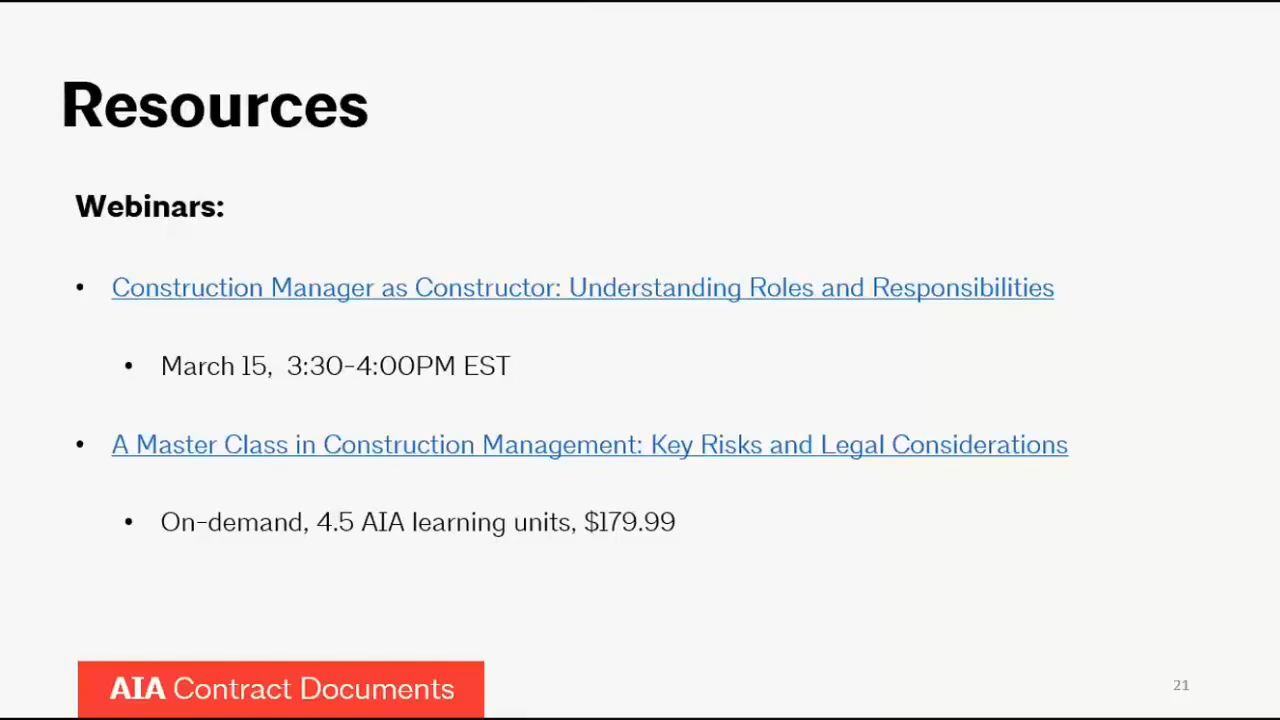 Resources
Webinars:
• Construction Manager as Constructor: Understanding Roles and Responsibilities
• March 15, 3:30-4:00PM EST
• A Master Class in Construction Management: Key Risks and Legal Considerations
• On-demand, 4.5 AIA learning units, $179.99
AIA Contract Documents
21